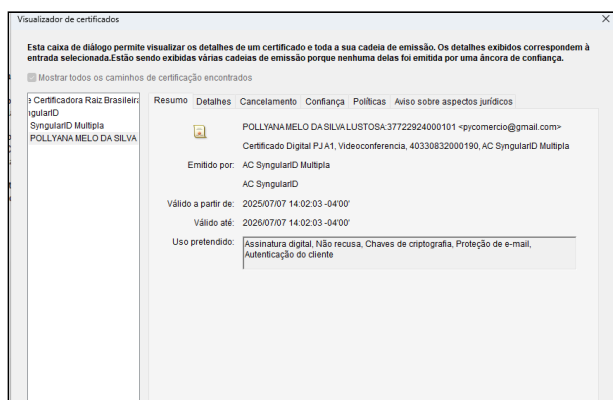 Visualizador de certificados
Esta caixa de diálogo permite visualizar os detalhes de um certificado e toda a sua cadeia de emissão. Os detalhes exibidos correspondem à
entrada selecionada.Estão sendo exibidas várias cadeias de emissão porque nenhuma delas foi emitida por uma âncora de confiança.
Mostrar todos os caminhos de certificação encontrados
e Certificadora Raiz Brasileira
ngularID
SyngularID Multipla
POLLYANA MELO DA SILVA
Resumo Detalhes Cancelamento Confiança Políticas Aviso sobre aspectos jurídicos
POLLYANA MELO DA SILVA LUSTOSA:37722924000101 <pycomercio@gmail.com>
Certificado Digital PJ A1, Videoconferencia, 40330832000190, AC SyngularID Multipla
Emitido por: AC SyngularID Multipla
AC SyngularID
Válido a partir de: 2025/07/07 14:02:03 -04'00'
Válido até: 2026/07/07 14:02:03 -04'00'
Uso pretendido: Assinatura digital, Não recusa, Chaves de criptografia, Proteção de e-mail,
Autenticação do cliente